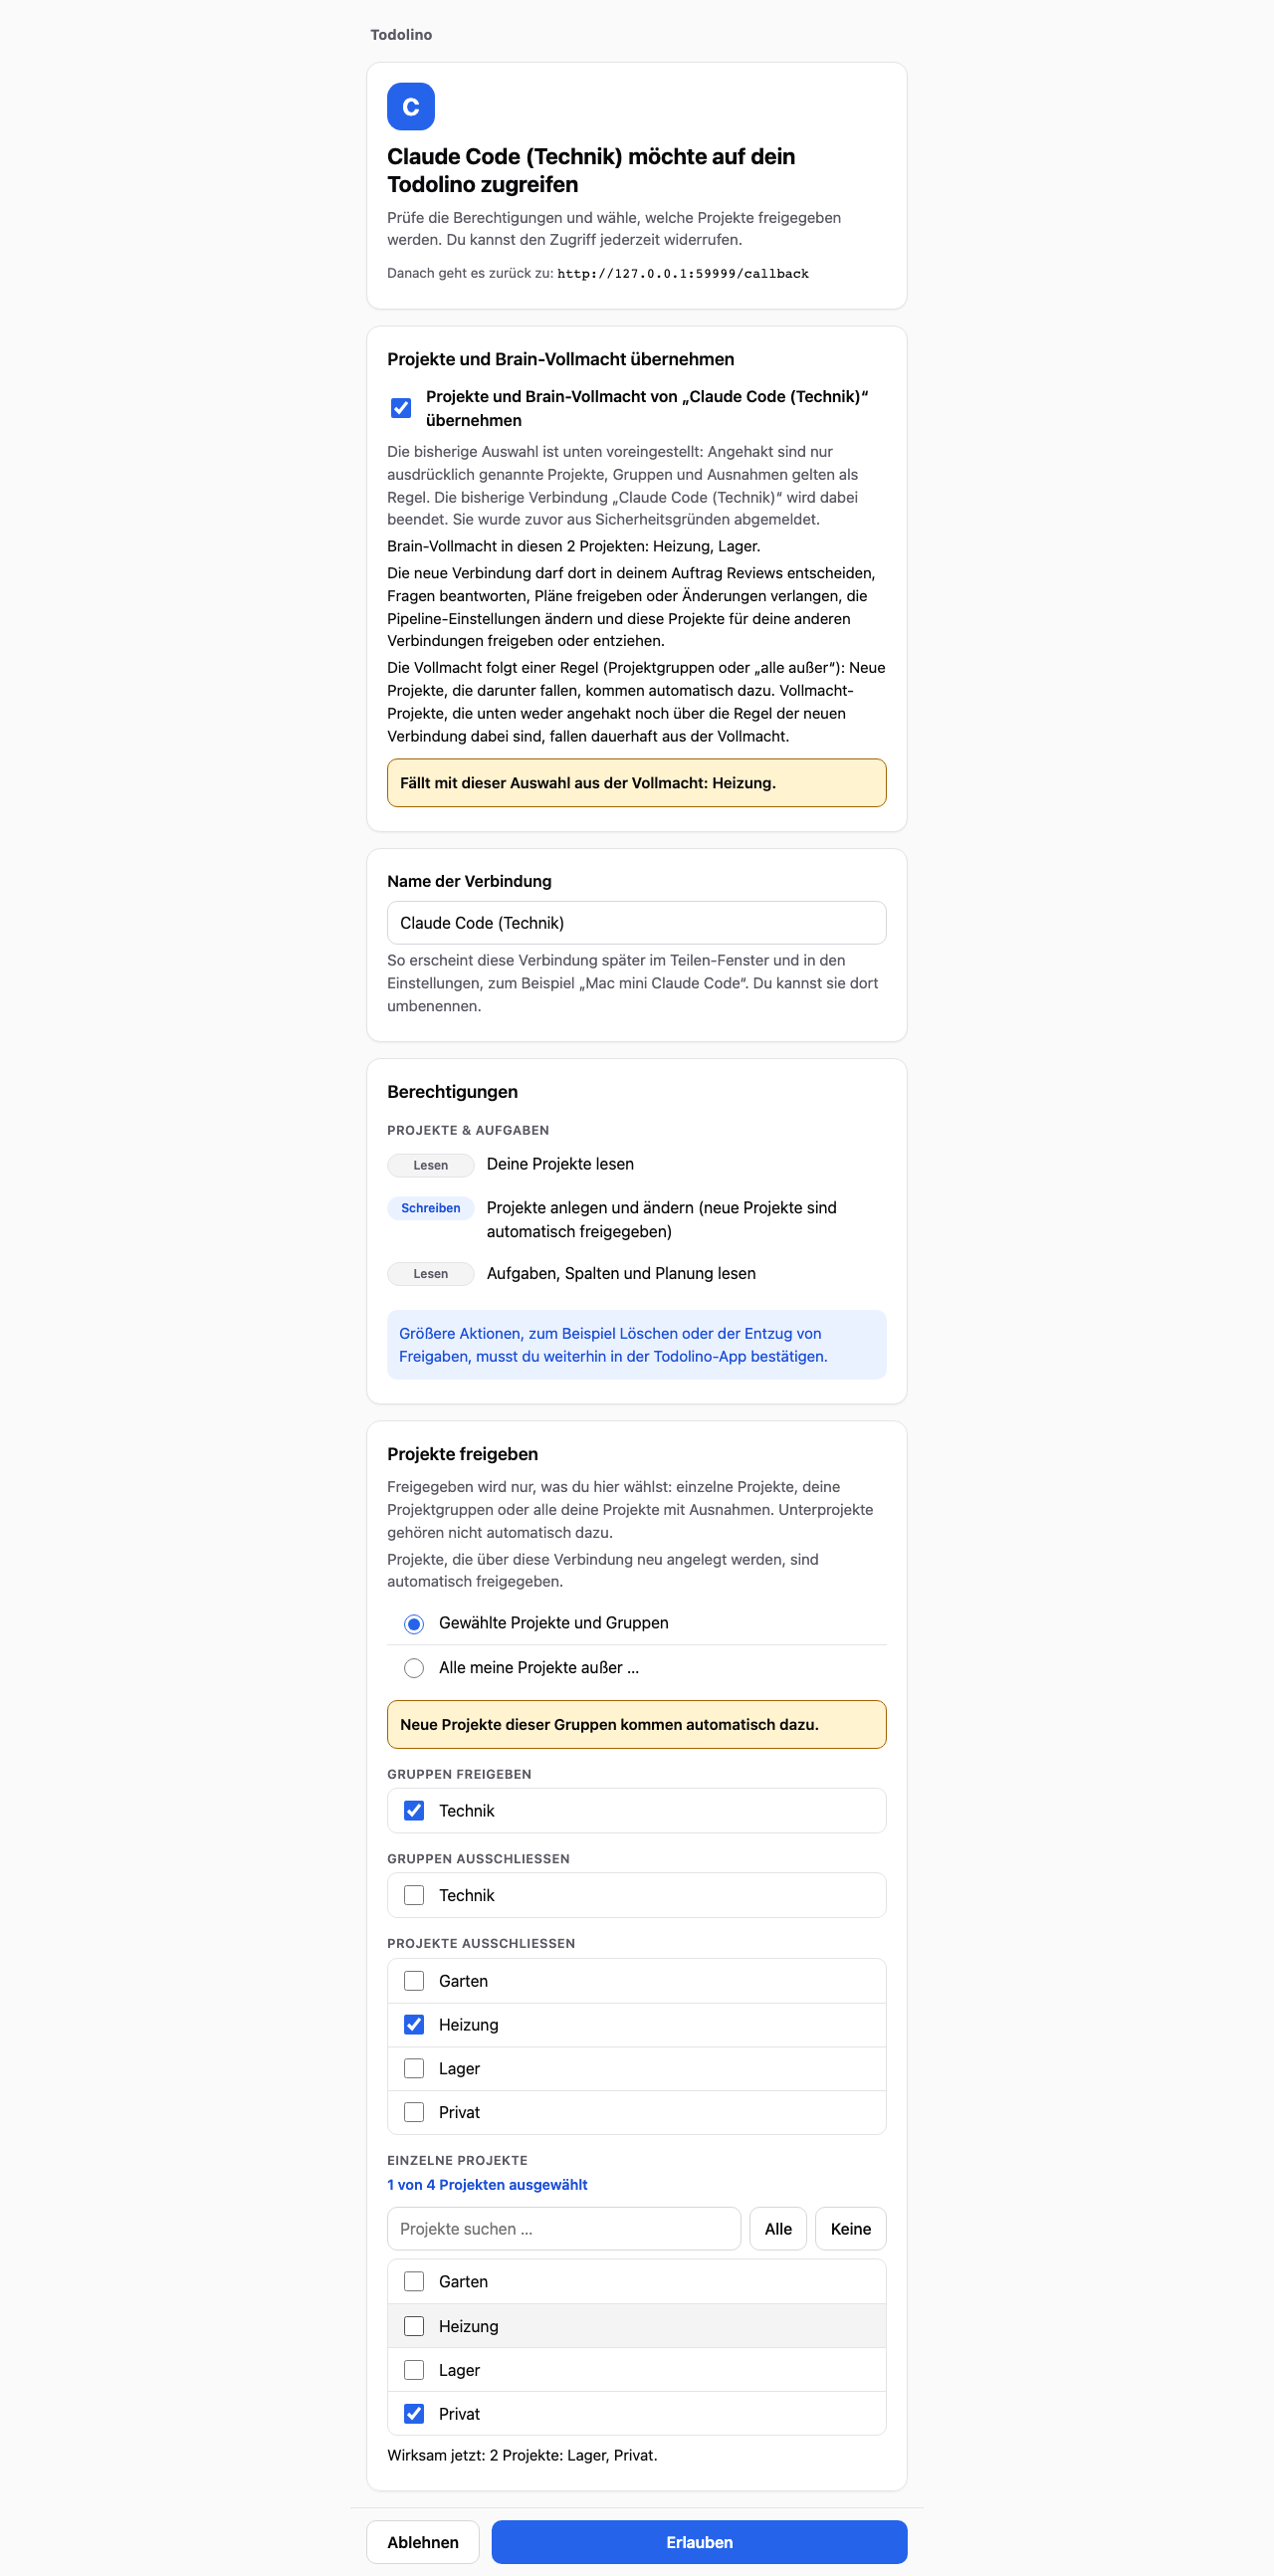 Todolino
C
Claude Code (Technik) möchte auf dein
Todolino zugreifen
Prüfe die Berechtigungen und wähle, welche Projekte freigegeben
werden. Du kannst den Zugriff jederzeit widerrufen.
Danach geht es zurück zu: http://127.0.0.1:59999/callback
Projekte und Brain-Vollmacht übernehmen
Projekte und Brain-Vollmacht von „Claude Code (Technik)“
übernehmen
Die bisherige Auswahl ist unten voreingestellt: Angehakt sind nur
ausdrücklich genannte Projekte, Gruppen und Ausnahmen gelten als
Regel. Die bisherige Verbindung „Claude Code (Technik)“ wird dabei
beendet. Sie wurde zuvor aus Sicherheitsgründen abgemeldet.
Brain-Vollmacht in diesen 2 Projekten: Heizung, Lager.
Die neue Verbindung darf dort in deinem Auftrag Reviews entscheiden,
Fragen beantworten, Pläne freigeben oder Änderungen verlangen, die
Pipeline-Einstellungen ändern und diese Projekte für deine anderen
Verbindungen freigeben oder entziehen.
Die Vollmacht folgt einer Regel (Projektgruppen oder „alle außer“): Neue
Projekte, die darunter fallen, kommen automatisch dazu. Vollmacht-
Projekte, die unten weder angehakt noch über die Regel der neuen
Verbindung dabei sind, fallen dauerhaft aus der Vollmacht.
Fällt mit dieser Auswahl aus der Vollmacht: Heizung.
Name der Verbindung
Claude Code (Technik)
So erscheint diese Verbindung später im Teilen-Fenster und in den
Einstellungen, zum Beispiel „Mac mini Claude Code“. Du kannst sie dort
umbenennen.
Berechtigungen
PROJEKTE & AUFGABEN
Lesen Deine Projekte lesen
Schreiben Projekte anlegen und ändern (neue Projekte sind
automatisch freigegeben)
Lesen Aufgaben, Spalten und Planung lesen
Größere Aktionen, zum Beispiel Löschen oder der Entzug von
Freigaben, musst du weiterhin in der Todolino-App bestätigen.
Projekte freigeben
Freigegeben wird nur, was du hier wählst: einzelne Projekte, deine
Projektgruppen oder alle deine Projekte mit Ausnahmen. Unterprojekte
gehören nicht automatisch dazu.
Projekte, die über diese Verbindung neu angelegt werden, sind
automatisch freigegeben.
Gewählte Projekte und Gruppen
Alle meine Projekte außer ...
Neue Projekte dieser Gruppen kommen automatisch dazu.
GRUPPEN FREIGEBEN
Technik
GRUPPEN AUSSCHLIESSEN
Technik
PROJEKTE AUSSCHLIESSEN
Garten
Heizung
Lager
Privat
EINZELNE PROJEKTE
1 von 4 Projekten ausgewählt
Projekte suchen ... Alle Keine
Garten
Heizung
Lager
Privat
Wirksam jetzt: 2 Projekte: Lager, Privat.
Ablehnen Erlauben